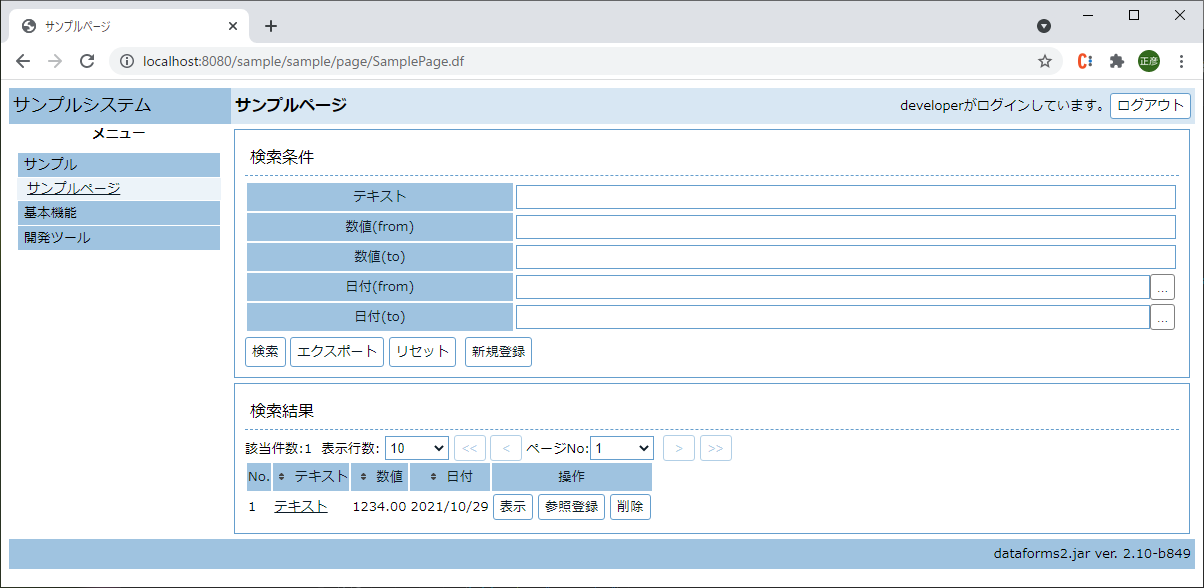 サンプルページ
localhost:8080/sample/sample/page/SamplePage.df
正彦
サンプルシステム
サンプルページ
developerがログインしています。 ログアウト
メニュー
サンプル
サンプルページ
基本機能
開発ツール
検索条件
テキスト
数値(from)
数値(to)
日付(from) ...
日付(to) ...
検索 エクスポート リセット 新規登録
検索結果
該当件数:1 表示行数: 10 << < ページNo: 1 > >>
No. テキスト 数値 日付 操作
1 テキスト 1234.00 2021/10/29 表示 参照登録 削除
dataforms2.jar ver. 2.10-b849